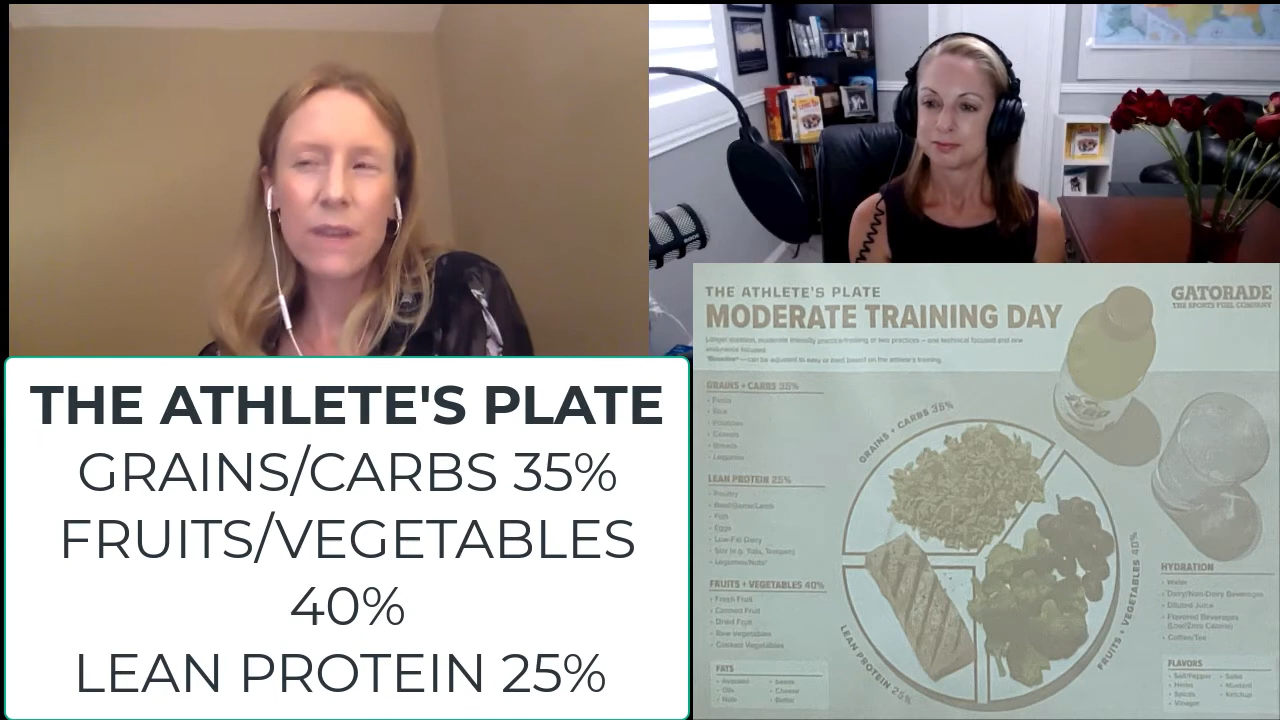 THE ATHLETE'S PLATE
GRAINS/CARBS 35%
FRUITS/VEGETABLES
40%
LEAN PROTEIN 25%
THE ATHLETE'S PLATE
MODERATE TRAINING DAY
GATORADE
THE SPORTS FUEL COMPANY
GRAINS + CARBS 35%
• Pasta
• Rice
• Potatoes
• Cereals
• Breads
• Legumes
LEAN PROTEIN 25%
• Poultry
• Beef/Game/Lamb
• Fish
• Eggs
• Low-Fat Dairy
• Soy (e.g. Tofu, Tempeh)
• Legumes/Nuts
FRUITS + VEGETABLES 40%
• Fresh Fruit
• Canned Fruit
• Dried Fruit
• Raw Vegetables
• Cooked Vegetables
FATS
• Avocado
• Oils
• Nuts
• Seeds
• Cheese
• Butter
GRAINS + CARBS 35%
FRUITS + VEGETABLES 40%
LEAN PROTEIN 25%
HYDRATION
• Water
• Dairy/Non-Dairy Beverages
• Diluted Juice
• Flavored Beverages
(Low/Zero Calorie)
• Coffee/Tea
FLAVORS
• Salt/Pepper
• Herbs
• Spices
• Vinegar
• Salsa
• Mustard
• Ketchup